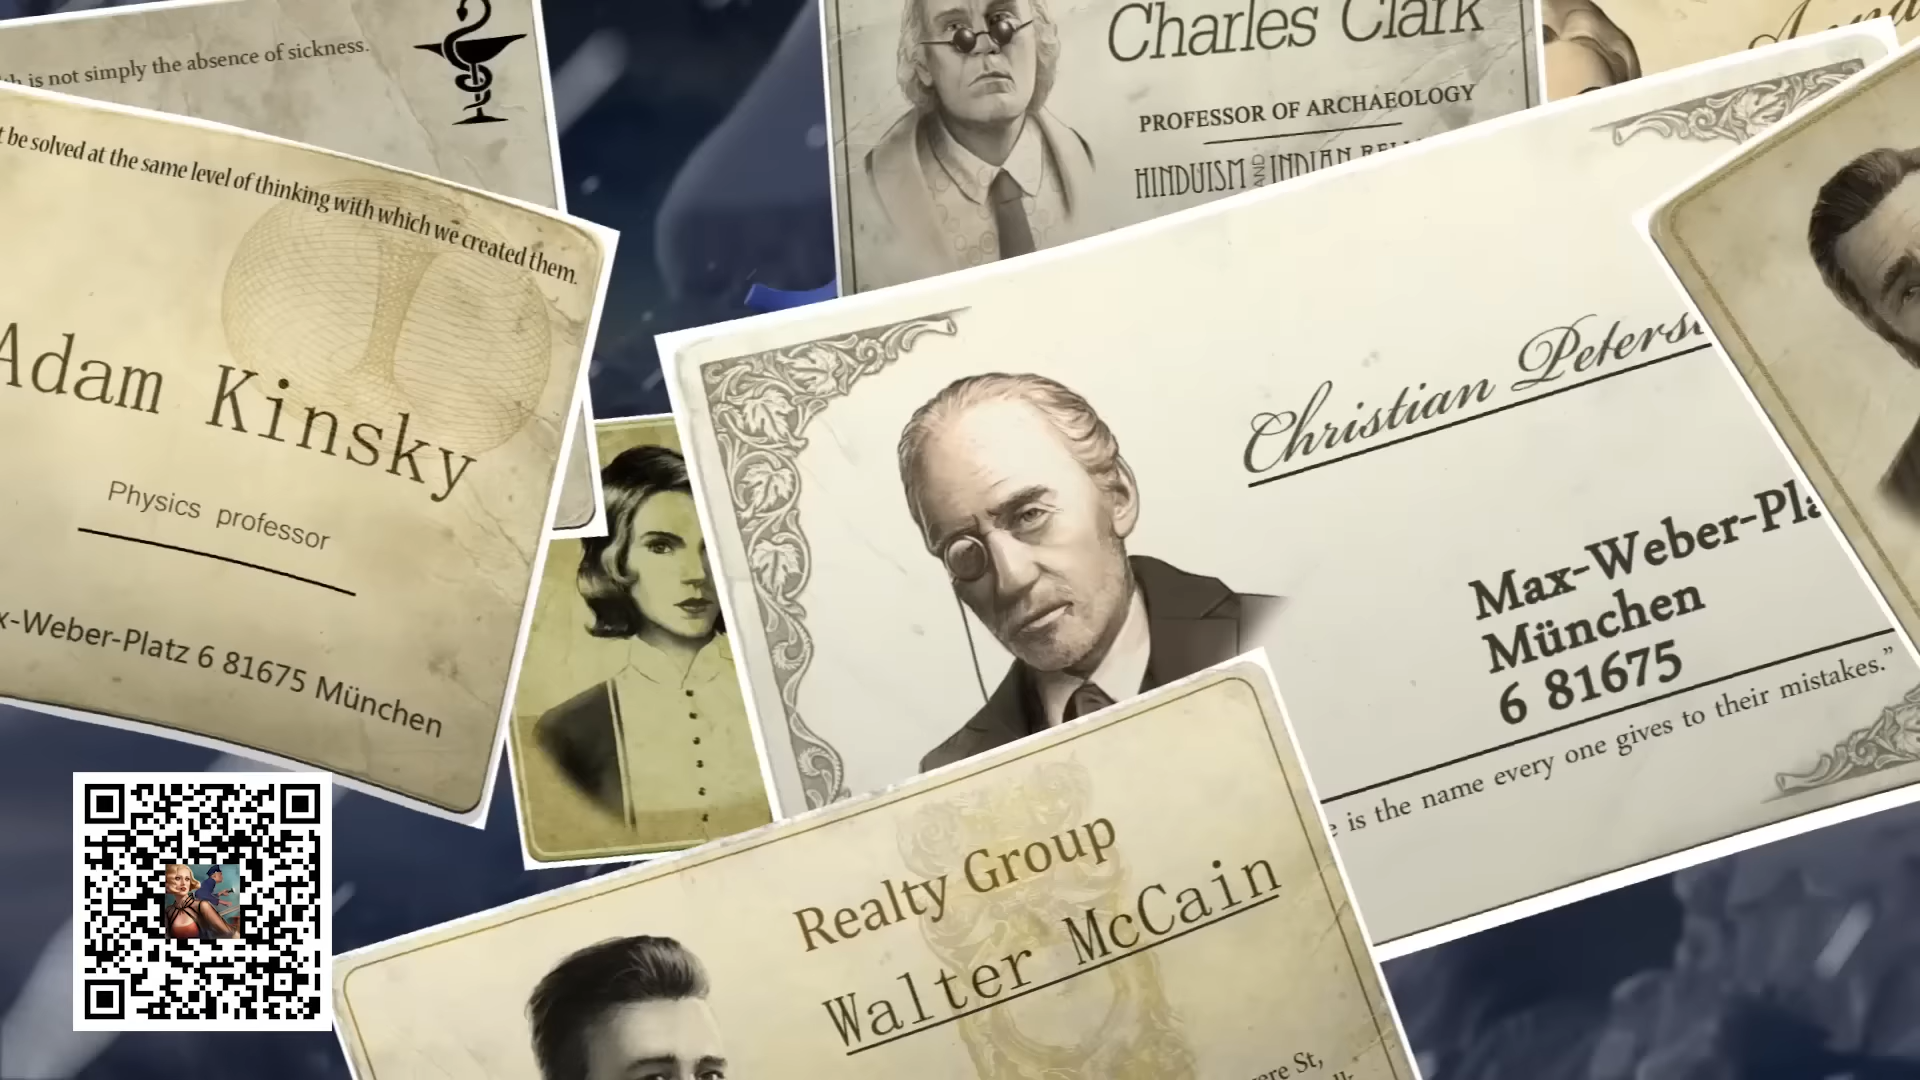 is not simply the absence of sickness.
be solved at the same level of thinking with which we created them.
Adam Kinsky
Physics professor
x-Weber-Platz 6 81675 München
Charles Clark
PROFESSOR OF ARCHAEOLOGY
HINDUISM AND INDIAN
Christian Peters
Max-Weber-Pla
München
6 81675
is the name every one gives to their mistakes.”
Realty Group
Walter McCain
St,